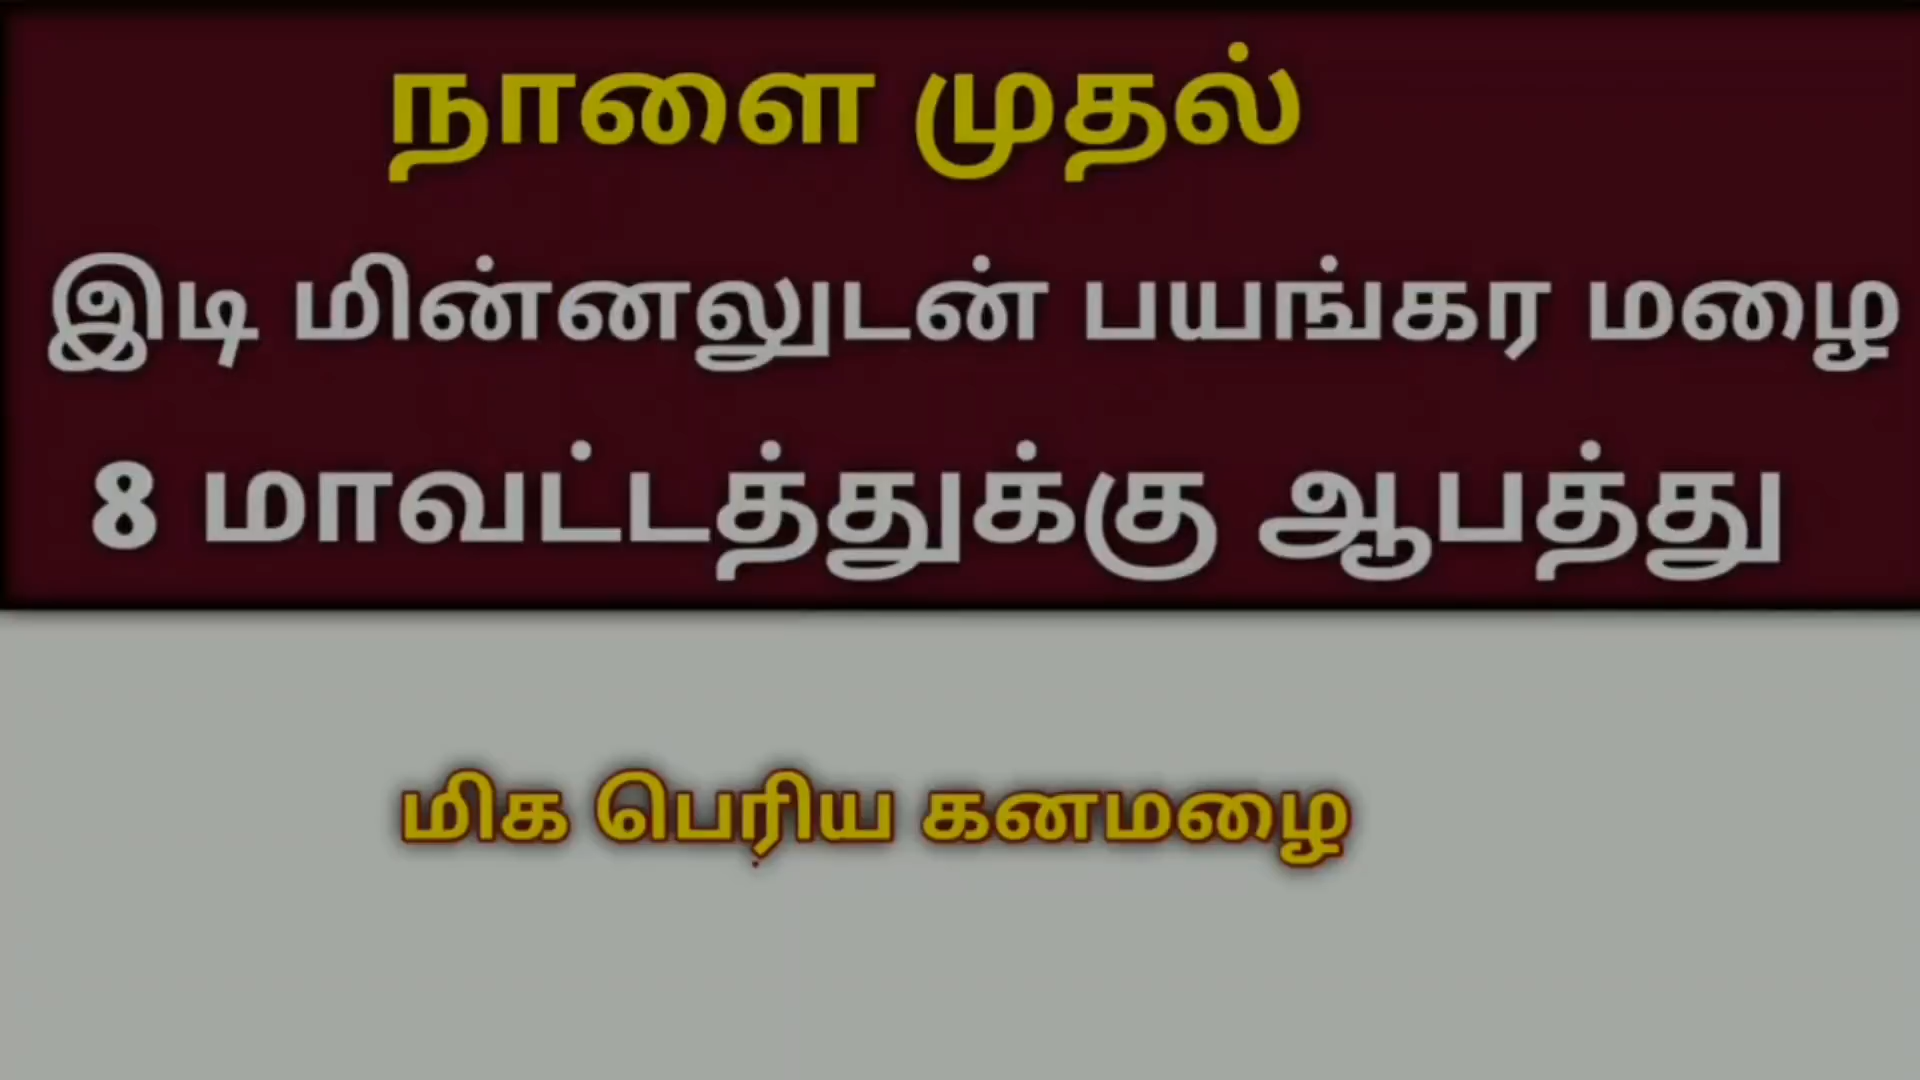 நாளை முதல்
இடி மின்னலுடன் பயங்கர மழை
8 மாவட்டத்துக்கு ஆபத்து
மிக பெரிய கனமழை